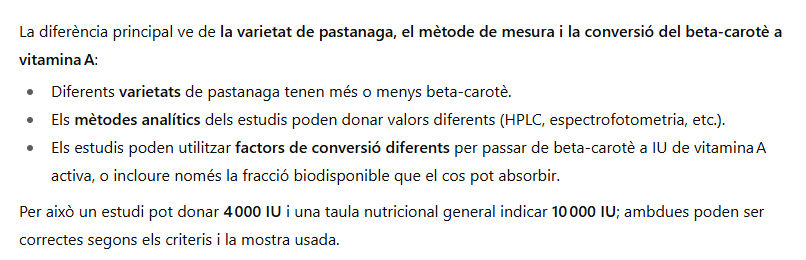 La diferència principal ve de la varietat de pastanaga, el mètode de mesura i la conversió del beta-carotè a
vitamina A:
• Diferents varietats de pastanaga tenen més o menys beta-carotè.
• Els mètodes analítics dels estudis poden donar valors diferents (HPLC, espectrofotometria, etc.).
• Els estudis poden utilitzar factors de conversió diferents per passar de beta-carotè a IU de vitamina A
activa, o incloure només la fracció biodisponible que el cos pot absorbir.
Per això un estudi pot donar 4 000 IU i una taula nutricional general indicar 10 000 IU; ambdues poden ser
correctes segons els criteris i la mostra usada.